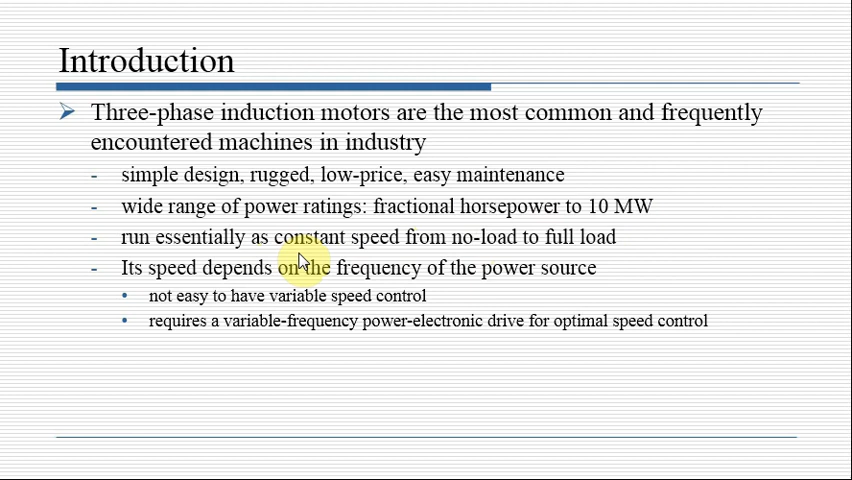 Introduction
Three-phase induction motors are the most common and frequently
encountered machines in industry
- simple design, rugged, low-price, easy maintenance
- wide range of power ratings: fractional horsepower to 10 MW
- run essentially as constant speed from no-load to full load
- Its speed depends on the frequency of the power source
• not easy to have variable speed control
• requires a variable-frequency power-electronic drive for optimal speed control